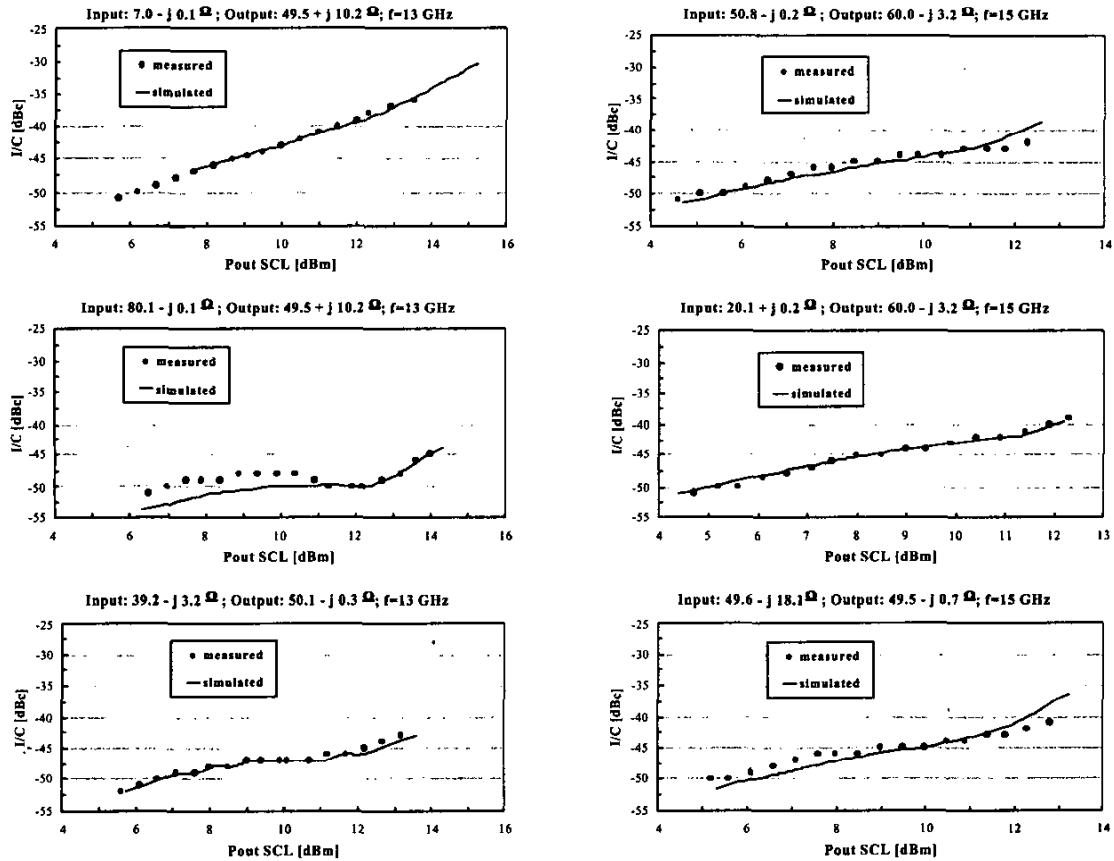 Input: 7.0 - j 0.1 Ω ; Output: 49.5 + j 10.2 Ω; f=13 GHz
-25
-30
-35
-40
-45
-50
-55
I/C [dBc]
measured
simulated
4 6 8 10 12 14 16
Pout SCL [dBm]
Input: 50.8 - j 0.2 Ω ; Output: 60.0 - j 3.2 Ω; f=15 GHz
-25
-30
-35
-40
-45
-50
-55
I/C [dBc]
measured
simulated
4 6 8 10 12 14
Pout SCL [dBm]
Input: 80.1 - j 0.1 Ω ; Output: 49.5 + j 10.2 Ω; f=13 GHz
-25
-30
-35
-40
-45
-50
-55
I/C [dBc]
measured
simulated
4 6 8 10 12 14 16
Pout SCL [dBm]
Input: 20.1 + j 0.2 Ω ; Output: 60.0 - j 3.2 Ω; f=15 GHz
-25
-30
-35
-40
-45
-50
-55
I/C [dBc]
measured
simulated
4 5 6 7 8 9 10 11 12 13
Pout SCL [dBm]
Input: 39.2 - j 3.2 Ω ; Output: 50.1 - j 0.3 Ω; f=13 GHz
-25
-30
-35
-40
-45
-50
-55
I/C [dBc]
measured
simulated
4 6 8 10 12 14 16
Pout SCL [dBm]
Input: 49.6 - j 18.1 Ω ; Output: 49.5 - j 0.7 Ω; f=15 GHz
-25
-30
-35
-40
-45
-50
-55
I/C [dBc]
measured
simulated
4 6 8 10 12 14
Pout SCL [dBm]